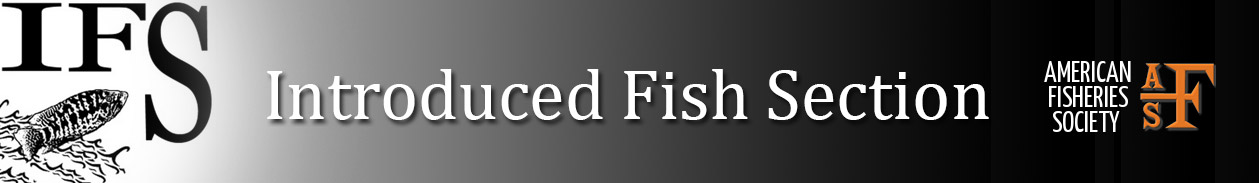 IFS
Introduced Fish Section
AMERICAN
FISHERIES
SOCIETY
AFS